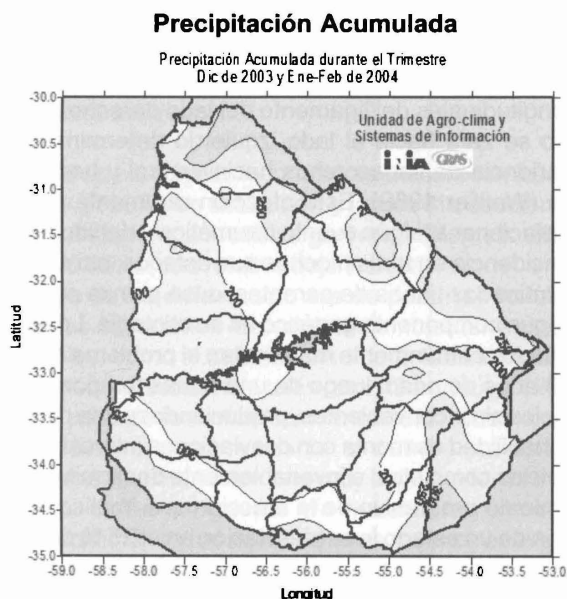 Precipitación Acumulada
Precipitación Acumulada durante el Trimestre
Dic de 2003 y Ene-Feb de 2004
Unidad de Agro-clima y
Sistemas de información
inia GRAS
-30.0
-30.5
-31.0
-31.5
-32.0
-32.5
-33.0
-33.5
-34.0
-34.5
-35.0
Latitud
-59.0 -58.5 -58.0 -57.5 -57.0 -56.5 -56.0 -55.5 -55.0 -54.5 -54.0 -53.5 -53.0
Longitud